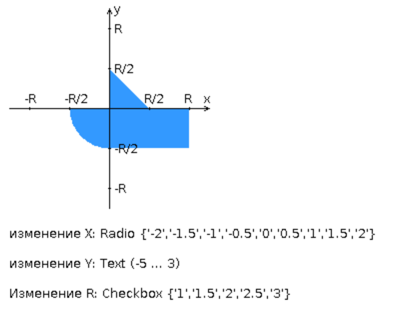 y
R
R/2
-R
-R/2
R/2
R
x
-R/2
-R
изменение X: Radio {'-2','-1.5','-1','-0.5','0','0.5','1','1.5','2'}
изменение Y: Text (-5 ... 3)
Изменение R: Checkbox {'1','1.5','2','2.5','3'}